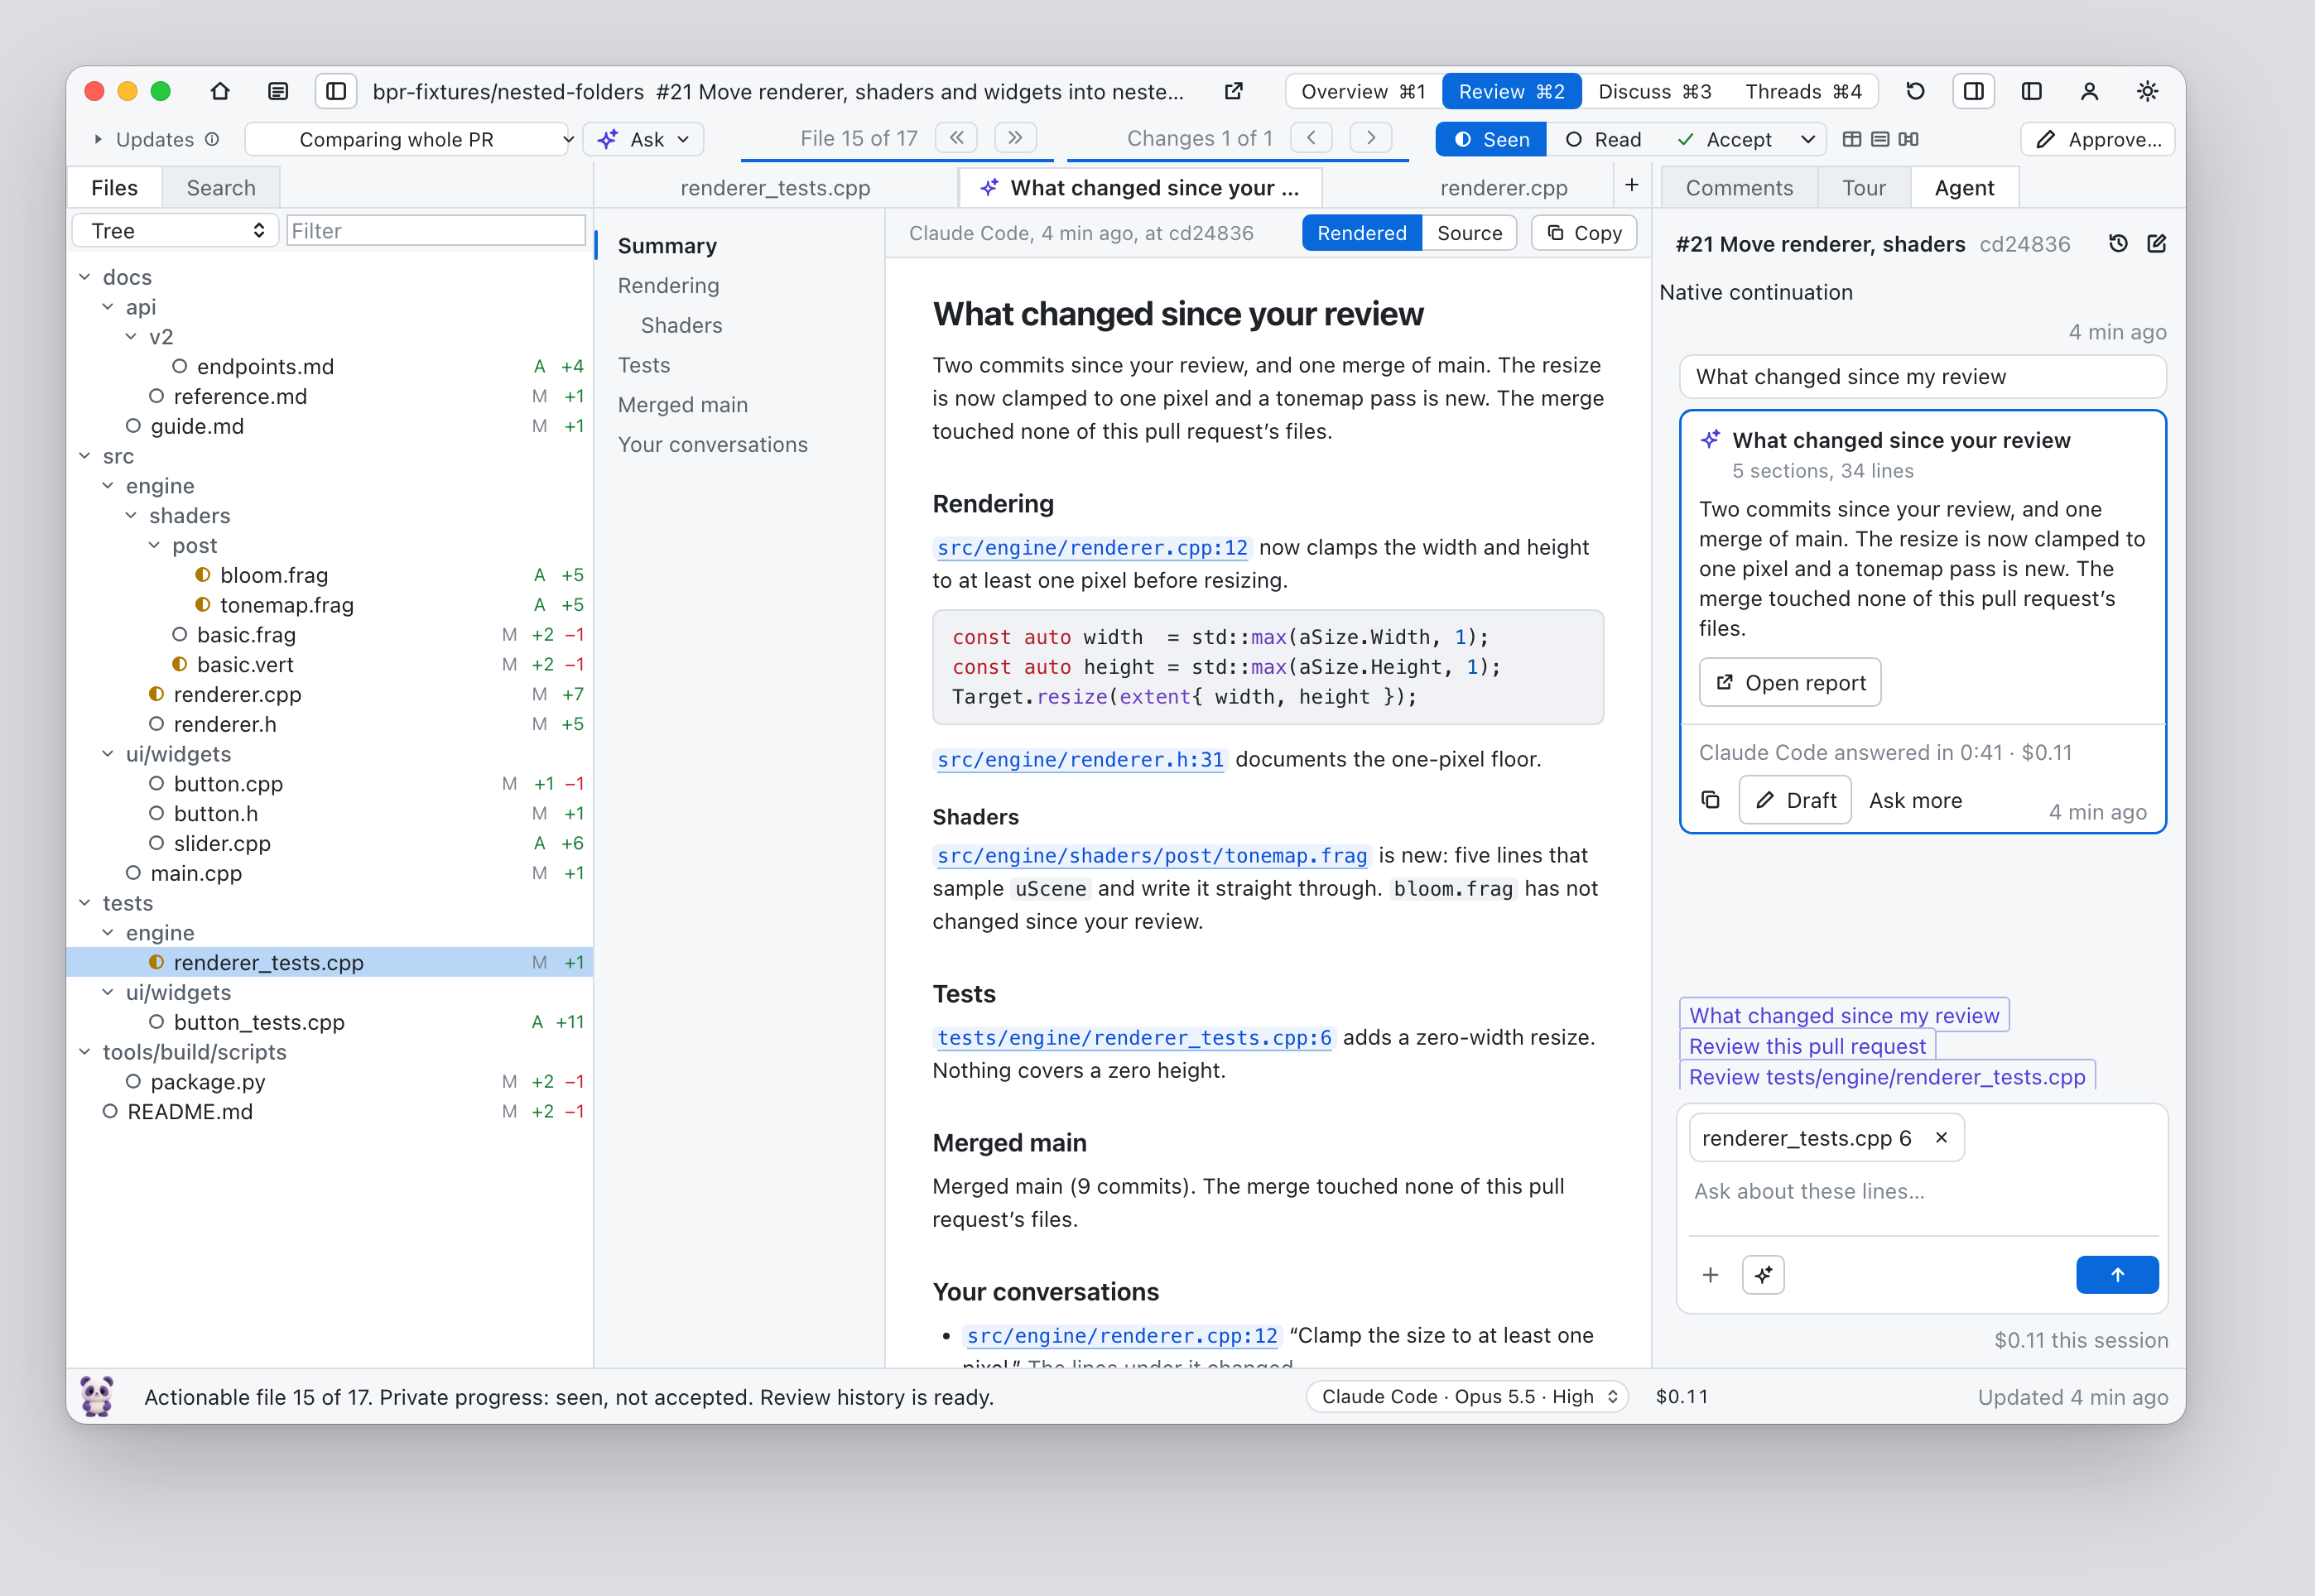 bpr-fixtures/nested-folders #21 Move renderer, shaders and widgets into neste...
Overview ⌘1
Review ⌘2
Discuss ⌘3
Threads ⌘4
Updates
Comparing whole PR
Ask
File 15 of 17
Changes 1 of 1
Seen
Read
Accept
Approve...
Files
Search
Tree
Filter
docs
api
v2
endpoints.md A +4
reference.md M +1
guide.md M +1
src
engine
shaders
post
bloom.frag A +5
tonemap.frag A +5
basic.frag M +2 −1
basic.vert M +2 −1
renderer.cpp M +7
renderer.h M +5
ui/widgets
button.cpp M +1 −1
button.h M +1
slider.cpp A +6
main.cpp M +1
tests
engine
renderer_tests.cpp M +1
ui/widgets
button_tests.cpp A +11
tools/build/scripts
package.py M +2 −1
README.md M +2 −1
renderer_tests.cpp
What changed since your ...
renderer.cpp
+
Summary
Rendering
Shaders
Tests
Merged main
Your conversations
Claude Code, 4 min ago, at cd24836
Rendered
Source
Copy
What changed since your review
Two commits since your review, and one merge of main. The resize
is now clamped to one pixel and a tonemap pass is new. The merge
touched none of this pull request’s files.
Rendering
src/engine/renderer.cpp:12 now clamps the width and height
to at least one pixel before resizing.
const auto width  = std::max(aSize.Width, 1);
const auto height = std::max(aSize.Height, 1);
Target.resize(extent{ width, height });
src/engine/renderer.h:31 documents the one-pixel floor.
Shaders
src/engine/shaders/post/tonemap.frag is new: five lines that
sample uScene and write it straight through. bloom.frag has not
changed since your review.
Tests
tests/engine/renderer_tests.cpp:6 adds a zero-width resize.
Nothing covers a zero height.
Merged main
Merged main (9 commits). The merge touched none of this pull
request’s files.
Your conversations
• src/engine/renderer.cpp:12 “Clamp the size to at least one
pixel.” The lines under it changed
Comments
Tour
Agent
#21 Move renderer, shaders cd24836
Native continuation
4 min ago
What changed since my review
What changed since your review
5 sections, 34 lines
Two commits since your review, and one
merge of main. The resize is now clamped to
one pixel and a tonemap pass is new. The
merge touched none of this pull request’s
files.
Open report
Claude Code answered in 0:41 · $0.11
Draft
Ask more
4 min ago
What changed since my review
Review this pull request
Review tests/engine/renderer_tests.cpp
renderer_tests.cpp 6 ×
Ask about these lines...
$0.11 this session
Actionable file 15 of 17. Private progress: seen, not accepted. Review history is ready.
Claude Code · Opus 5.5 · High
$0.11
Updated 4 min ago